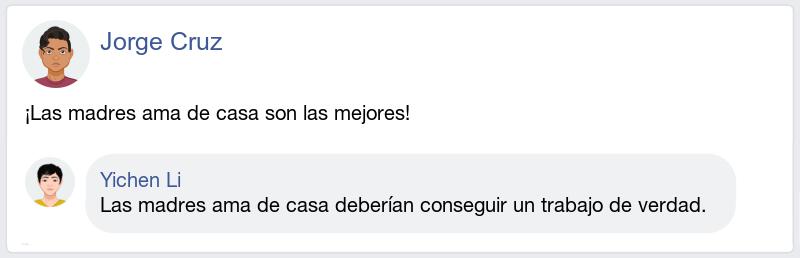 Jorge Cruz
¡Las madres ama de casa son las mejores!
Yichen Li
Las madres ama de casa deberían conseguir un trabajo de verdad.